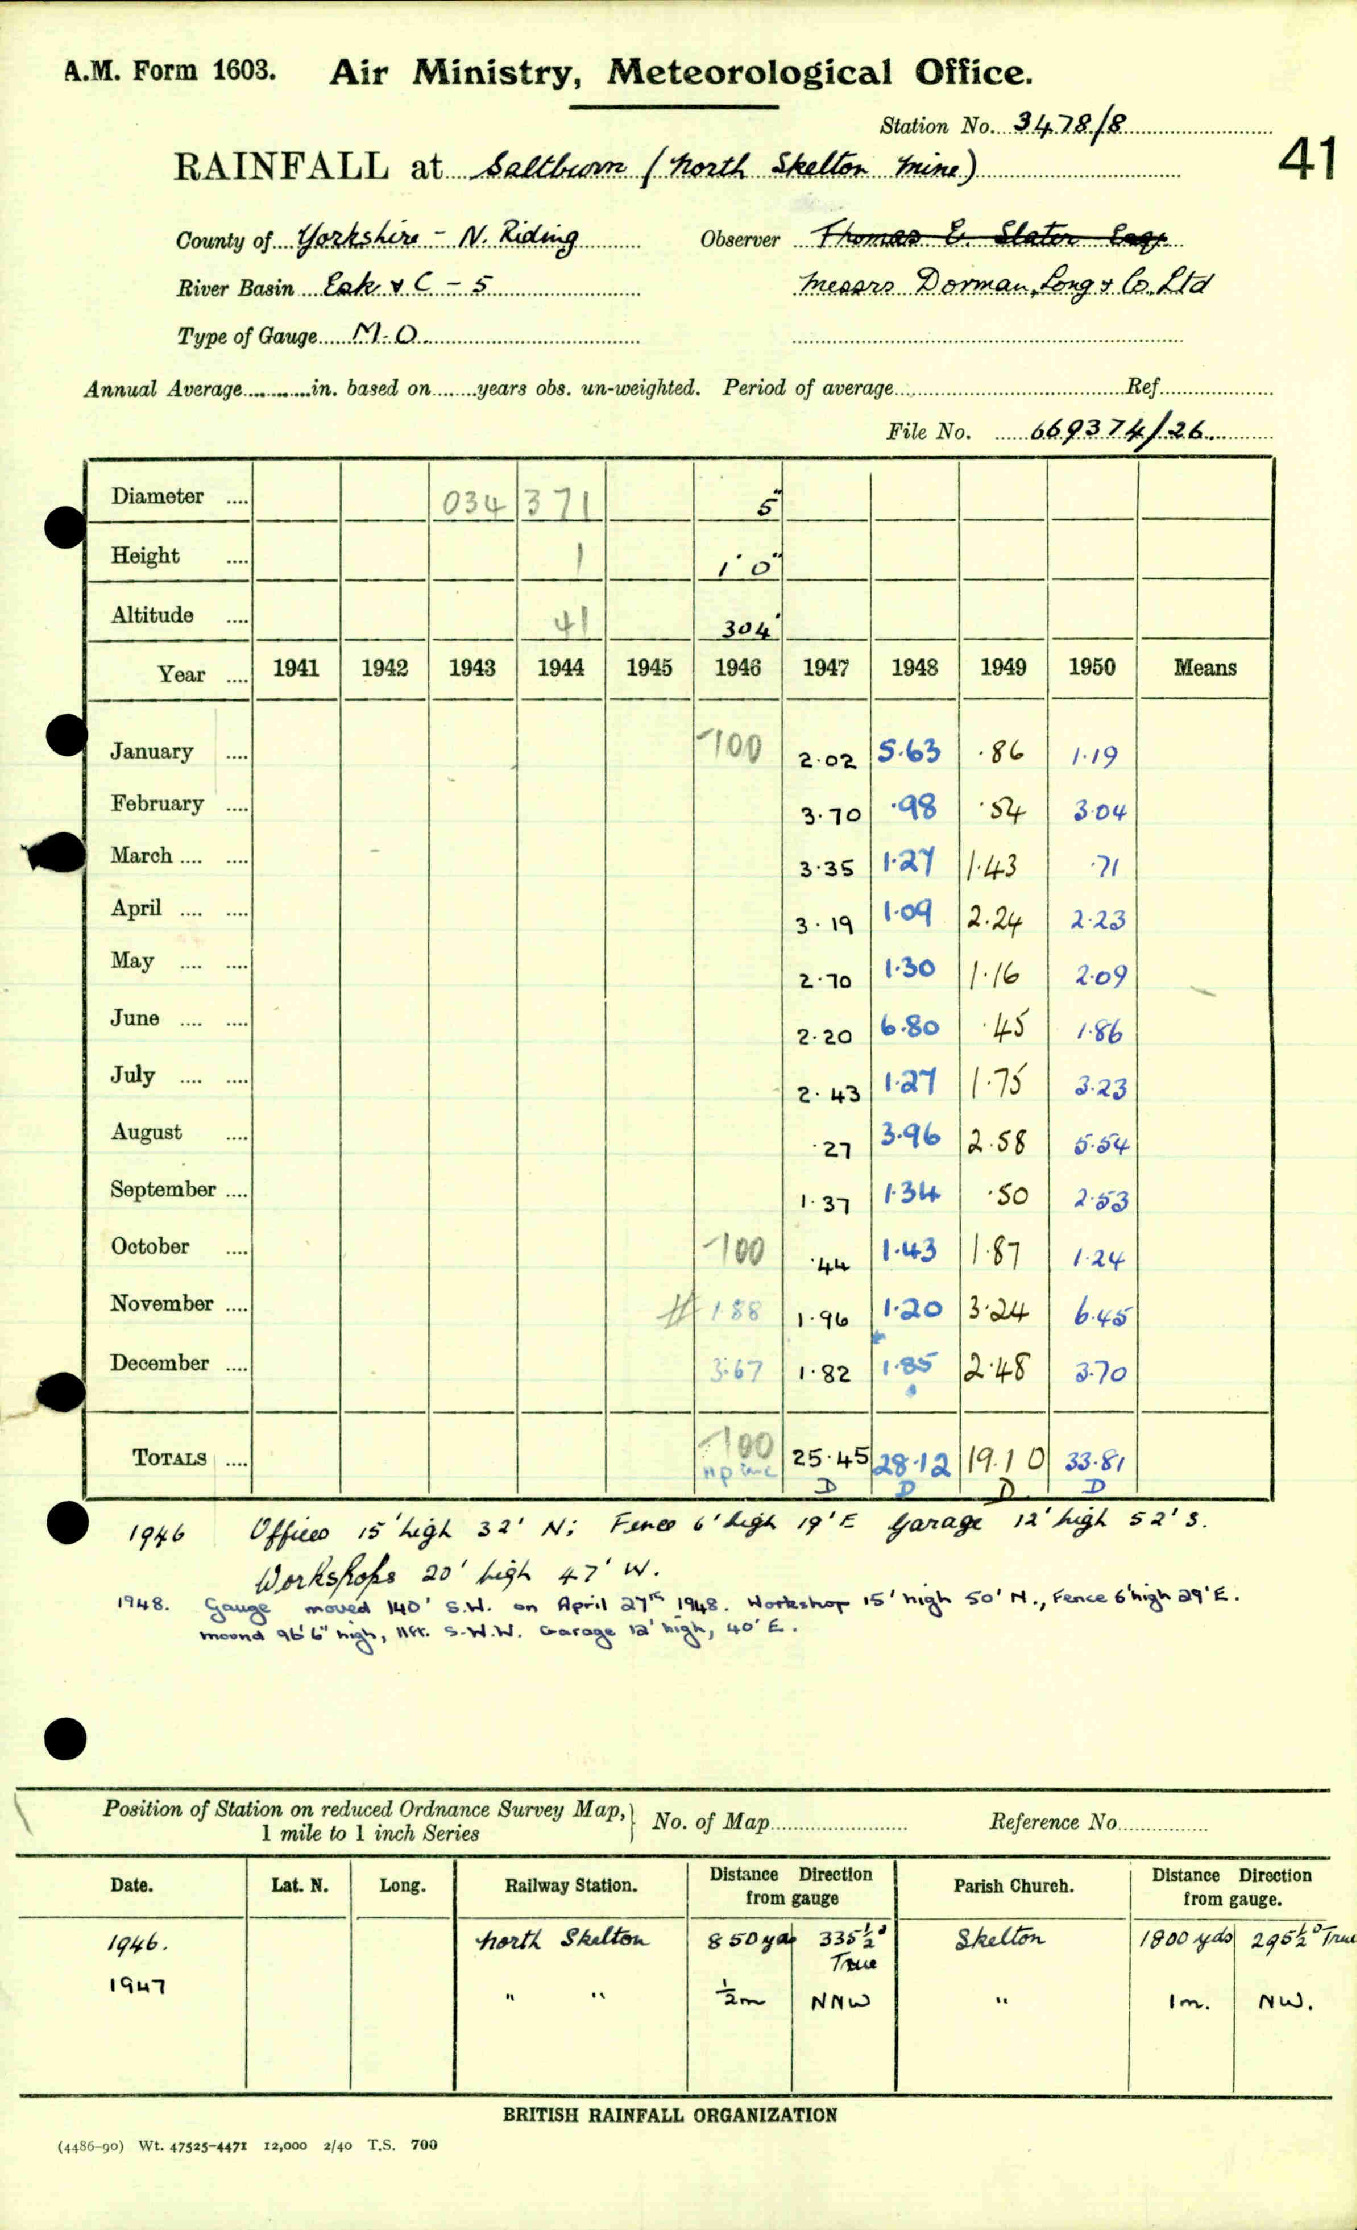 A.M. Form 1603. Air Ministry, Meteorological Office.
Station No. 3478/8
41
RAINFALL at Saltburn (North Skelton Mine)
County of Yorkshire - N. Riding Observer Thomas E. Slater Esq.
River Basin Esk & C - 5 Messrs Dorman, Long & Co. Ltd
Type of Gauge M.O.
Annual Average in. based on years obs. un-weighted. Period of average Ref.
File No. 669374/26.
Diameter .... 034 371 5"
Height .... 1 1' 0"
Altitude .... 41 304'
Year .... 1941 1942 1943 1944 1945 1946 1947 1948 1949 1950 Means
January .... -100 2.02 5.63 .86 1.19
February .... 3.70 .98 .54 3.04
March .... .... 3.35 1.27 1.43 .71
April .... .... 3.19 1.09 2.24 2.23
May .... .... 2.70 1.30 1.16 2.09
June .... .... 2.20 6.80 .45 1.86
July .... .... 2.43 1.27 1.75 3.23
August .... .27 3.96 2.58 5.54
September .... 1.37 1.34 .50 2.53
October .... -100 .44 1.43 1.87 1.24
November .... # 1.88 1.96 1.20 3.24 6.45
December .... 3.67 1.82 1.85 2.48 3.70
TOTALS .... -100 25.45 28.12 19.10 33.81
D D D D
1946 Offices 15' high 32' N; Fence 6' high 19' E Garage 12' high 52' S.
Workshops 20' high 47' W.
1948. Gauge moved 140' S.W. on April 27th 1948. Workshop 15' high 50' N., Fence 6' high 29' E.
mound 96'6" high, 11ft. S.W.W. Garage 12' high, 40' E.
Position of Station on reduced Ordnance Survey Map, } No. of Map Reference No.
1 mile to 1 inch Series
Date. Lat. N. Long. Railway Station. Distance Direction from gauge Parish Church. Distance Direction from gauge.
1946. North Skelton 850 yds 335½° True Skelton 1800 yds 295½° True
1947 " " ½m NNW " 1m. NW.
BRITISH RAINFALL ORGANIZATION
(4486-90) Wt. 47525-4471 12,000 2/40 T.S. 700